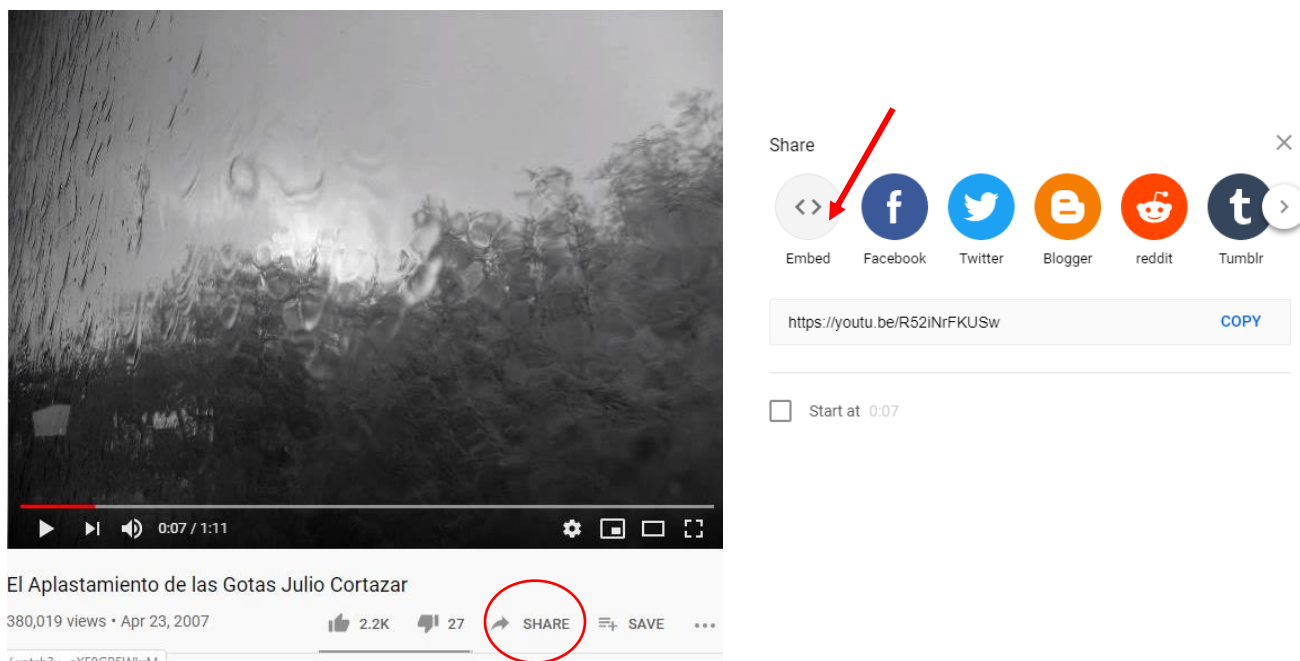 0:07 / 1:11
El Aplastamiento de las Gotas Julio Cortazar
380,019 views • Apr 23, 2007
2.2K 27 SHARE SAVE
Share
Embed Facebook Twitter Blogger reddit Tumblr
https://youtu.be/R52iNrFKUSw COPY
Start at 0:07